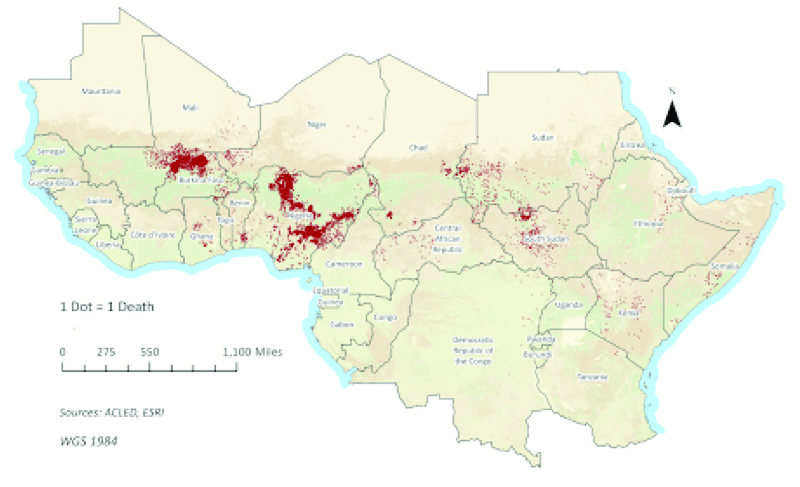 N
Mauritania
Mali
Niger
Chad
Sudan
Eritrea
Senegal
Gambia
Guinea-Bissau
Burkina Faso
Djibouti
Guinea
Benin
Nigeria
Togo
Sierra
Leone
Côte d'Ivoire
Ghana
Ethiopia
Central
African
Republic
South Sudan
Liberia
Cameroon
Somalia
Equatorial
Guinea
Uganda
Kenya
Gabon
Congo
Democratic
Republic of
the Congo
Rwanda
Burundi
Tanzania
1 Dot = 1 Death
0 275 550 1,100 Miles
Sources: ACLED, ESRI
WGS 1984